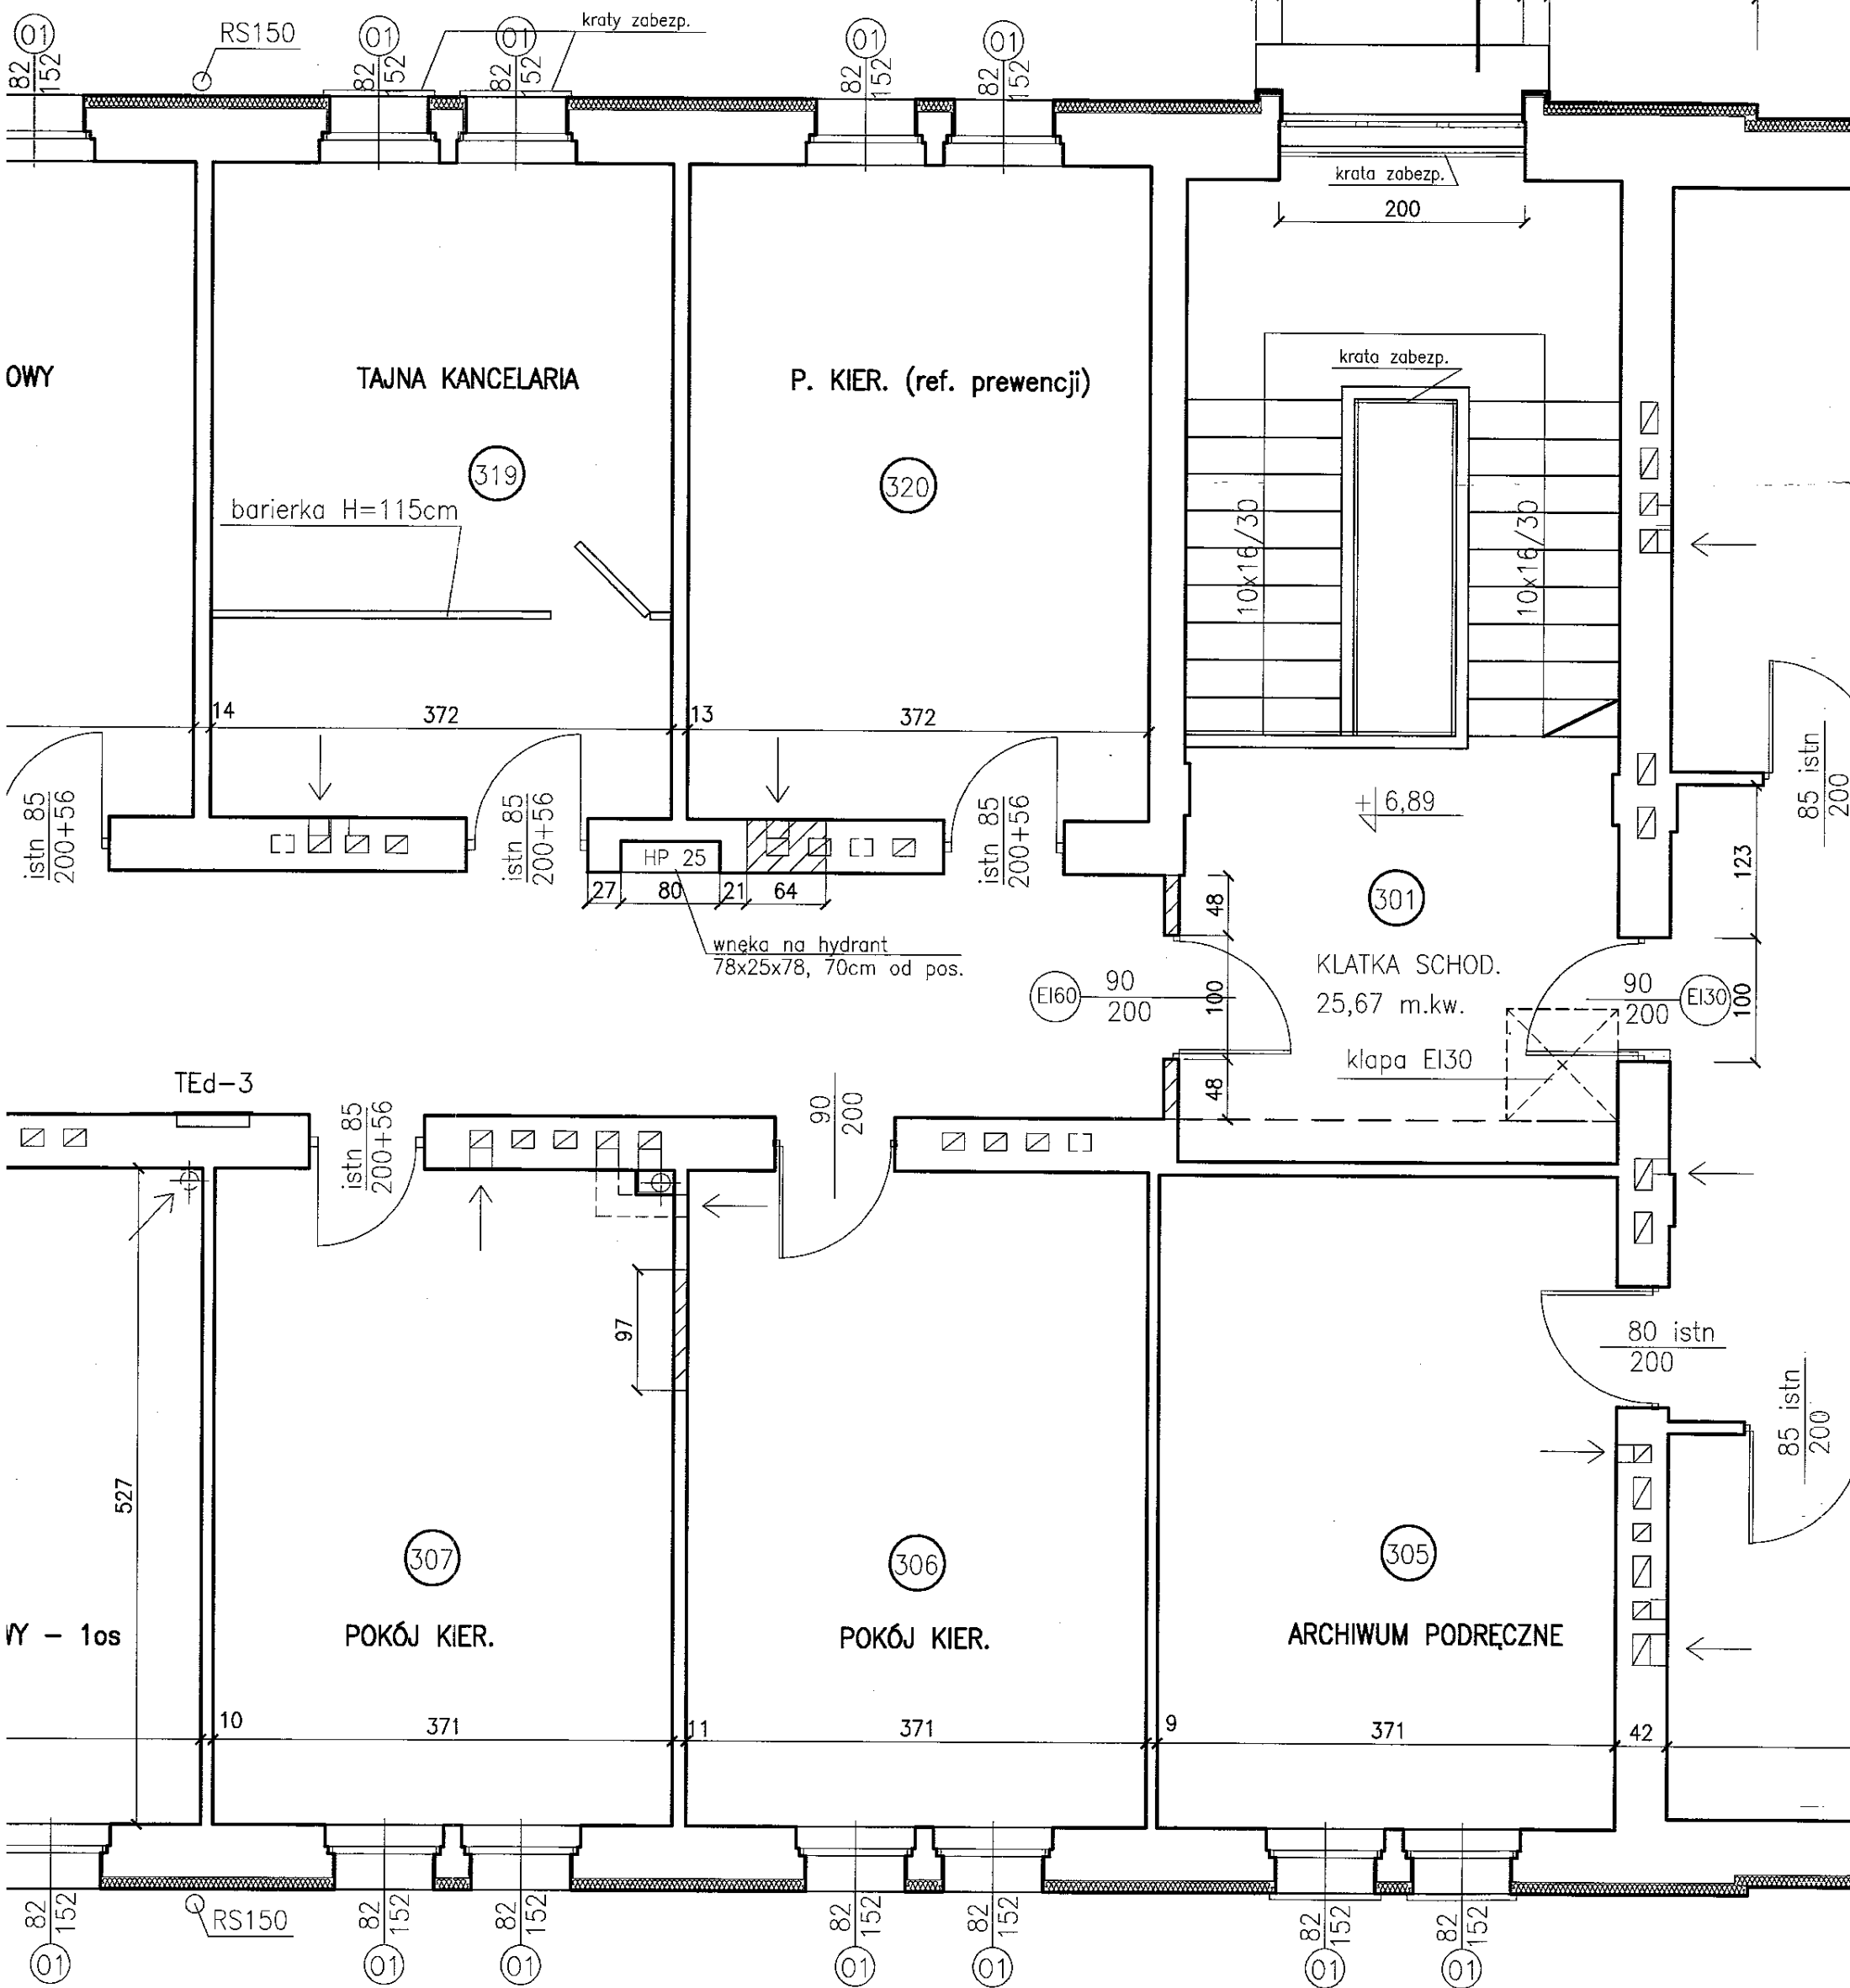 01
82
152
RS150
01
82
152
01
82
152
kraty zabezp.
01
82
152
01
82
152
krata zabezp.
200
OWY
TAJNA KANCELARIA
319
barierka H=115cm
P. KIER. (ref. prewencji)
320
krata zabezp.
10x16/30
10x16/30
14
372
13
372
istn 85
200+56
istn 85
200+56
istn 85
200+56
HP 25
27
80
21
64
wnęka na hydrant
78x25x78, 70cm od pos.
6,89
301
KLATKA SCHOD.
25,67 m.kw.
klapa EI30
48
100
48
EI60
90
200
90
200
EI30
123
100
85 istn
200
TEd-3
istn 85
200+56
90
200
97
527
80 istn
200
85 istn
200
307
POKÓJ KIER.
306
POKÓJ KIER.
305
ARCHIWUM PODRĘCZNE
WY - 1os
10
371
11
371
9
371
42
82
152
01
RS150
82
152
01
82
152
01
82
152
01
82
152
01
82
152
01
82
152
01